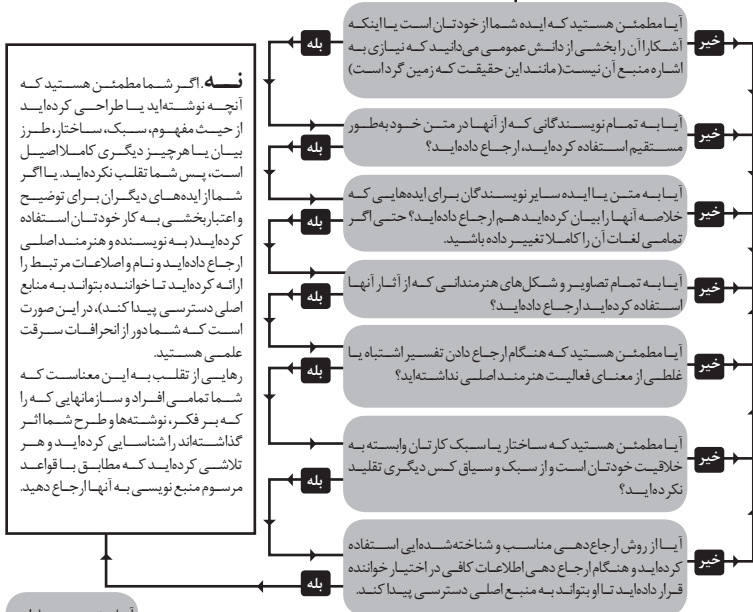 آیا مطمئن هستید که ایده شما از خودتان است یا اینکه
آشکارا آن را بخشی از دانش عمومی می‌دانید که نیازی به
اشاره منبع آن نیست (مانند این حقیقت که زمین گرد است)
خیر
بله
آیا به تمام نویسندگانی که از آنها در متن خود به‌طور
مستقیم استفاده کرده‌اید، ارجاع داده‌اید؟
خیر
بله
آیا به متن یا ایده سایر نویسندگان برای ایده‌هایی که
خلاصه آنها را بیان کرده‌اید هم ارجاع داده‌اید؟ حتی اگر
تمامی لغات آن را کاملا تغییر داده باشید.
خیر
بله
آیا به تمام تصاویر و شکل‌های هنرمندانی که از آثار آنها
استفاده کرده‌اید ارجاع داده‌اید؟
خیر
بله
آیا مطمئن هستید که هنگام ارجاع دادن تفسیر اشتباه یا
غلطی از معنای فعالیت هنرمند اصلی نداشته‌اید؟
خیر
بله
آیا مطمئن هستید که ساختار یا سبک کارتان وابسته به
خلاقیت خودتان است و از سبک و سیاق کس دیگری تقلید
نکرده‌اید؟
خیر
بله
آیا از روش ارجاع‌دهی مناسب و شناخته‌شده‌ایی استفاده
کرده‌اید و هنگام ارجاع دهی اطلاعات کافی در اختیار خواننده
قرار داده‌اید تا او بتواند به منبع اصلی دسترسی پیدا کند.
خیر
بله
نه. اگر شما مطمئن هستید که
آنچه نوشته‌اید یا طراحی کرده‌اید
از حیث مفهوم، سبک، ساختار، طرز
بیان یا هر چیز دیگری کاملا اصیل
است، پس شما تقلب نکرده‌اید. یا اگر
شما از ایده‌های دیگران برای توضیح
و اعتباربخشی به کار خودتان استفاده
کرده‌اید (به نویسنده و هنرمند اصلی
ارجاع داده‌اید و نام و اصلاعات مرتبط را
ارائه کرده‌اید تا خواننده بتواند به منابع
اصلی دسترسی پیدا کند)، در این صورت
است که شما دور از انحرافات سرقت
علمی هستید.
رهایی از تقلب به این معناست که
شما تمامی افراد و سازمانهایی که را
که بر فکر، نوشته‌ها و طرح شما اثر
گذاشته‌اند را شناسایی کرده‌اید و هر
تلاشی کرده‌اید که مطابق با قواعد
مرسوم منبع نویسی به آنها ارجاع دهید.